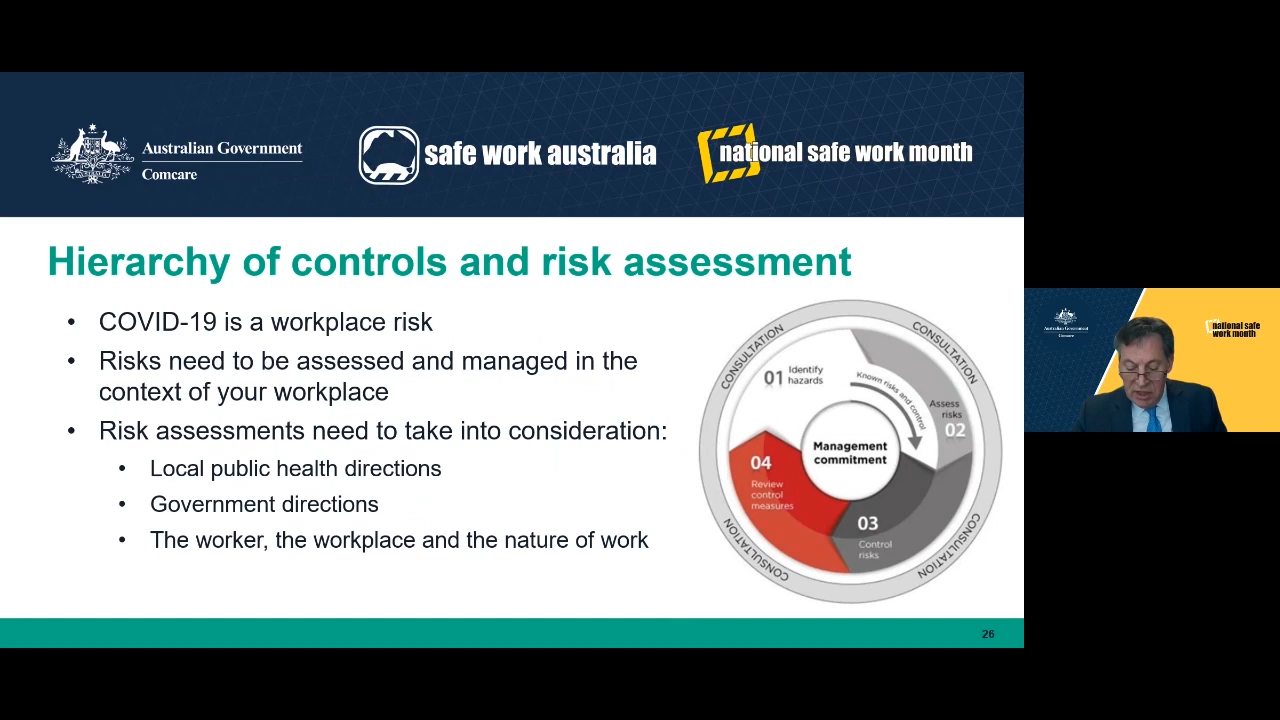 Australian Government
Comcare
safe work australia
national safe work month
Hierarchy of controls and risk assessment
• COVID-19 is a workplace risk
• Risks need to be assessed and managed in the
context of your workplace
• Risk assessments need to take into consideration:
• Local public health directions
• Government directions
• The worker, the workplace and the nature of work
CONSULTATION
CONSULTATION
01 Identify
hazards
Known risks and control
Assess
risks
02
Management
commitment
04
Review
control
measures
03
Control
risks
CONSULTATION
CONSULTATION
26
national safe
work month